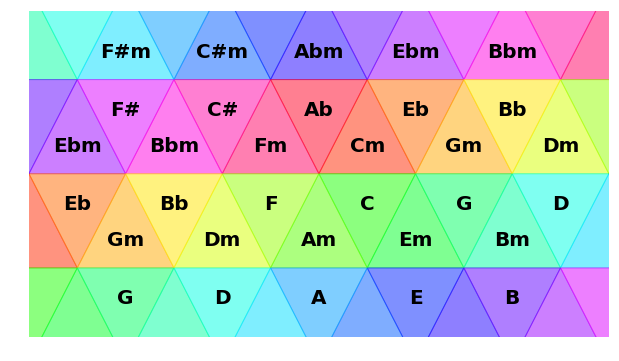 F#m C#m Abm Ebm Bbm
F# C# Ab Eb Bb
Ebm Bbm Fm Cm Gm Dm
Eb Bb F C G D
Gm Dm Am Em Bm
G D A E B